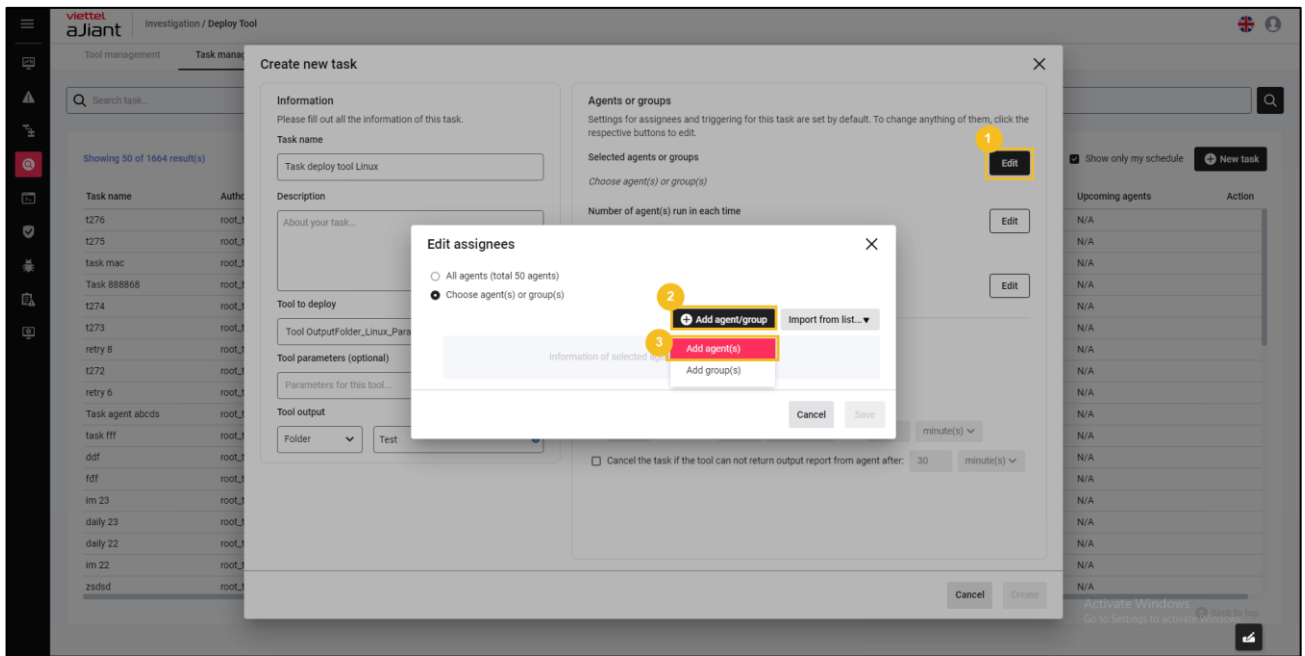 viettel
aJiant
Investigation / Deploy Tool
Tool management
Task manag
Search task...
Showing 50 of 1664 result(s)
Show only my schedule
New task
Task name
Autho
Upcoming agents
Action
t276
root_t
N/A
t275
root_t
N/A
task mac
root_t
N/A
Task 888868
root_t
N/A
t274
root_t
N/A
t273
root_t
N/A
retry 8
root_t
N/A
t272
root_t
N/A
retry 6
root_t
N/A
Task agent abcds
root_t
N/A
task fff
root_t
N/A
ddf
root_t
N/A
fdf
root_t
N/A
im 23
root_t
N/A
daily 23
root_t
N/A
daily 22
root_t
N/A
im 22
root_t
N/A
zsdsd
root_t
N/A
Create new task
Information
Please fill out all the information of this task.
Task name
Task deploy tool Linux
Description
About your task...
Tool to deploy
Tool OutputFolder_Linux_Para
Tool parameters (optional)
Parameters for this tool...
Tool output
Folder
Test
Agents or groups
Settings for assignees and triggering for this task are set by default. To change anything of them, click the
respective buttons to edit.
1
Selected agents or groups
Edit
Choose agent(s) or group(s)
Number of agent(s) run in each time
Edit
Edit
minute(s)
Cancel the task if the tool can not return output report from agent after: 30 minute(s)
Cancel
Create
Edit assignees
All agents (total 50 agents)
Choose agent(s) or group(s)
2
Add agent/group
Import from list...
3
Information of selected
Add agent(s)
Add group(s)
Cancel
Save
Activate Windows
Go to Settings to activate Windows.
Back to top